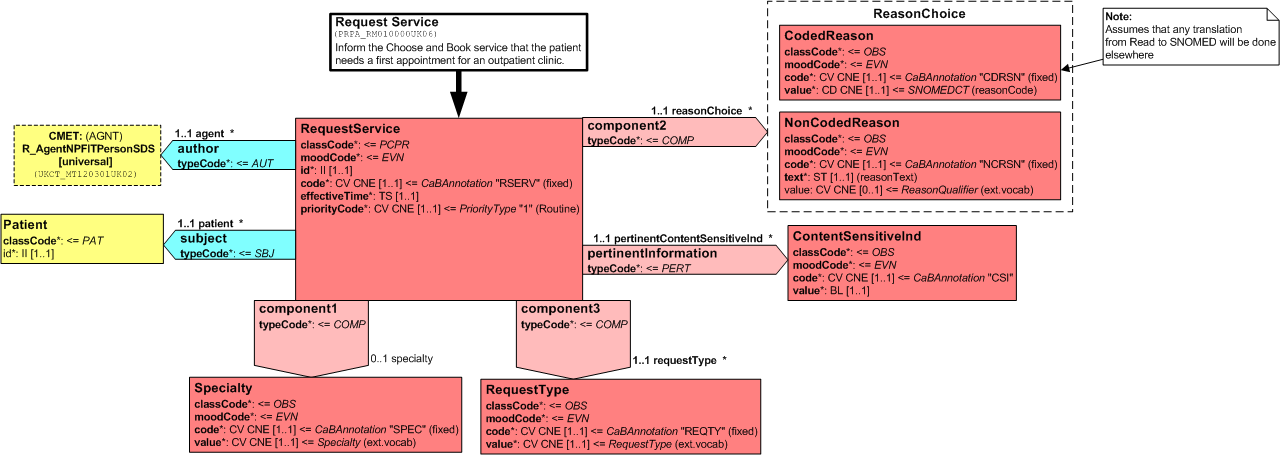 Request Service
(PRPA_RM010000UK06)
Inform the Choose and Book service that the patient
needs a first appointment for an outpatient clinic.
ReasonChoice
CodedReason
classCode*: <= OBS
moodCode*: <= EVN
code*: CV CNE [1..1] <= CaBAnnotation "CDRSN" (fixed)
value*: CD CNE [1..1] <= SNOMEDCT (reasonCode)
Note:
Assumes that any translation
from Read to SNOMED will be done
elsewhere
NonCodedReason
classCode*: <= OBS
moodCode*: <= EVN
code*: CV CNE [1..1] <= CaBAnnotation "NCRSN" (fixed)
text*: ST [1..1] (reasonText)
value: CV CNE [0..1] <= ReasonQualifier (ext.vocab)
1..1 reasonChoice *
component2
typeCode*: <= COMP
CMET: (AGNT)
R_AgentNPFITPersonSDS
[universal]
(UKCT_MT120301UK02)
1..1 agent *
author
typeCode*: <= AUT
RequestService
classCode*: <= PCPR
moodCode*: <= EVN
id*: II [1..1]
code*: CV CNE [1..1] <= CaBAnnotation "RSERV" (fixed)
effectiveTime*: TS [1..1]
priorityCode*: CV CNE [1..1] <= PriorityType "1" (Routine)
Patient
classCode*: <= PAT
id*: II [1..1]
1..1 patient *
subject
typeCode*: <= SBJ
1..1 pertinentContentSensitiveInd *
pertinentInformation
typeCode*: <= PERT
ContentSensitiveInd
classCode*: <= OBS
moodCode*: <= EVN
code*: CV CNE [1..1] <= CaBAnnotation "CSI"
value*: BL [1..1]
component1
typeCode*: <= COMP
0..1 specialty
component3
typeCode*: <= COMP
1..1 requestType *
Specialty
classCode*: <= OBS
moodCode*: <= EVN
code*: CV CNE [1..1] <= CaBAnnotation "SPEC" (fixed)
value*: CV CNE [1..1] <= Specialty (ext.vocab)
RequestType
classCode*: <= OBS
moodCode*: <= EVN
code*: CV CNE [1..1] <= CaBAnnotation "REQTY" (fixed)
value*: CV CNE [1..1] <= RequestType (ext.vocab)